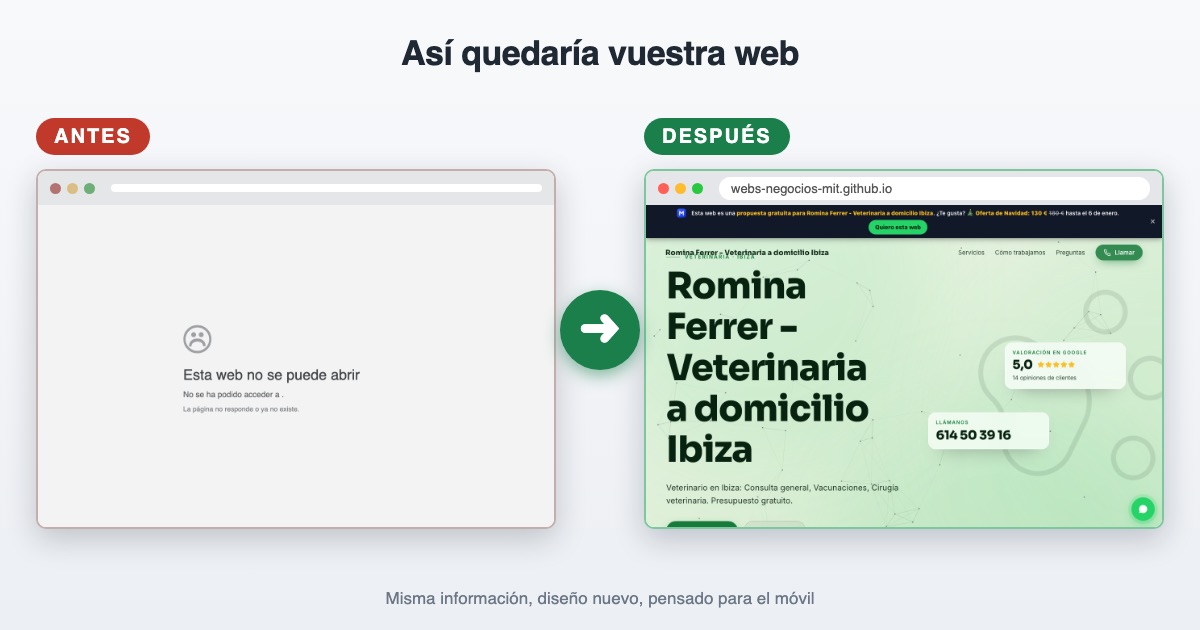 Así quedaría vuestra web
ANTES
DESPUÉS
Esta web no se puede abrir
No se ha podido acceder a .
La página no responde o ya no existe.
webs-negocios-mit.github.io
M Esta web es una propuesta gratuita para Romina Ferrer – Veterinaria a domicilio Ibiza. ¿Te gusta? 🎄 Oferta de Navidad: 130 € 180 € hasta el 6 de enero.
Quiero esta web
×
Romina Ferrer – Veterinaria a domicilio Ibiza
VETERINARIA · IBIZA
Servicios Cómo trabajamos Preguntas Llamar
Romina
Ferrer –
Veterinaria
a domicilio
Ibiza
VALORACIÓN EN GOOGLE
5,0 ★★★★★
14 opiniones de clientes
LLÁMANOS
614 50 39 16
Veterinario en Ibiza: Consulta general, Vacunaciones, Cirugía
veterinaria. Presupuesto gratuito.
Misma información, diseño nuevo, pensado para el móvil